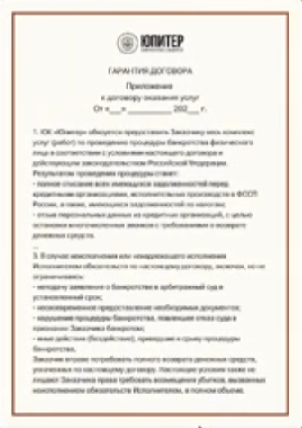 ЮПИТЕР
ГАРАНТИЯ ДОГОВОРА
Приложение
к договору оказания услуг
От «___» __________ 202___ г.
1. ЮК «Юпитер» обязуется предоставить Заказчику весь комплекс
услуг (работ) по проведению процедуры банкротства физического
лица в соответствии с условиями настоящего договора и
действующим законодательством Российской Федерации.
Результатом проведения процедуры станет:
- полное списание всех имеющихся задолженностей перед
кредитными организациями, исполнительных производств в ФССП
России, а также, имеющихся задолженностей по налогам;
- отзыв персональных данных из кредитных организаций, с целью
остановки многочисленных звонков с требованиями о возврате
денежных средств.
...
3. В случае неисполнения или ненадлежащего исполнения
Исполнителем обязательств по настоящему договору, включая, но не
ограничиваясь:
- неподачу заявления о банкротстве в арбитражный суд в
установленный срок;
- несвоевременное предоставление необходимых документов;
- нарушение процедуры банкротства, повлекшее отказ суда в
признании Заказчика банкротом;
- иные действия (бездействие), приведшие к срыву процедуры
банкротства,
Заказчик вправе потребовать полного возврата денежных средств,
уплаченных по настоящему договору. Настоящие условия также не
лишают Заказчика права требовать возмещения убытков, вызванных
неисполнением обязательств Исполнителем, в полном объеме.